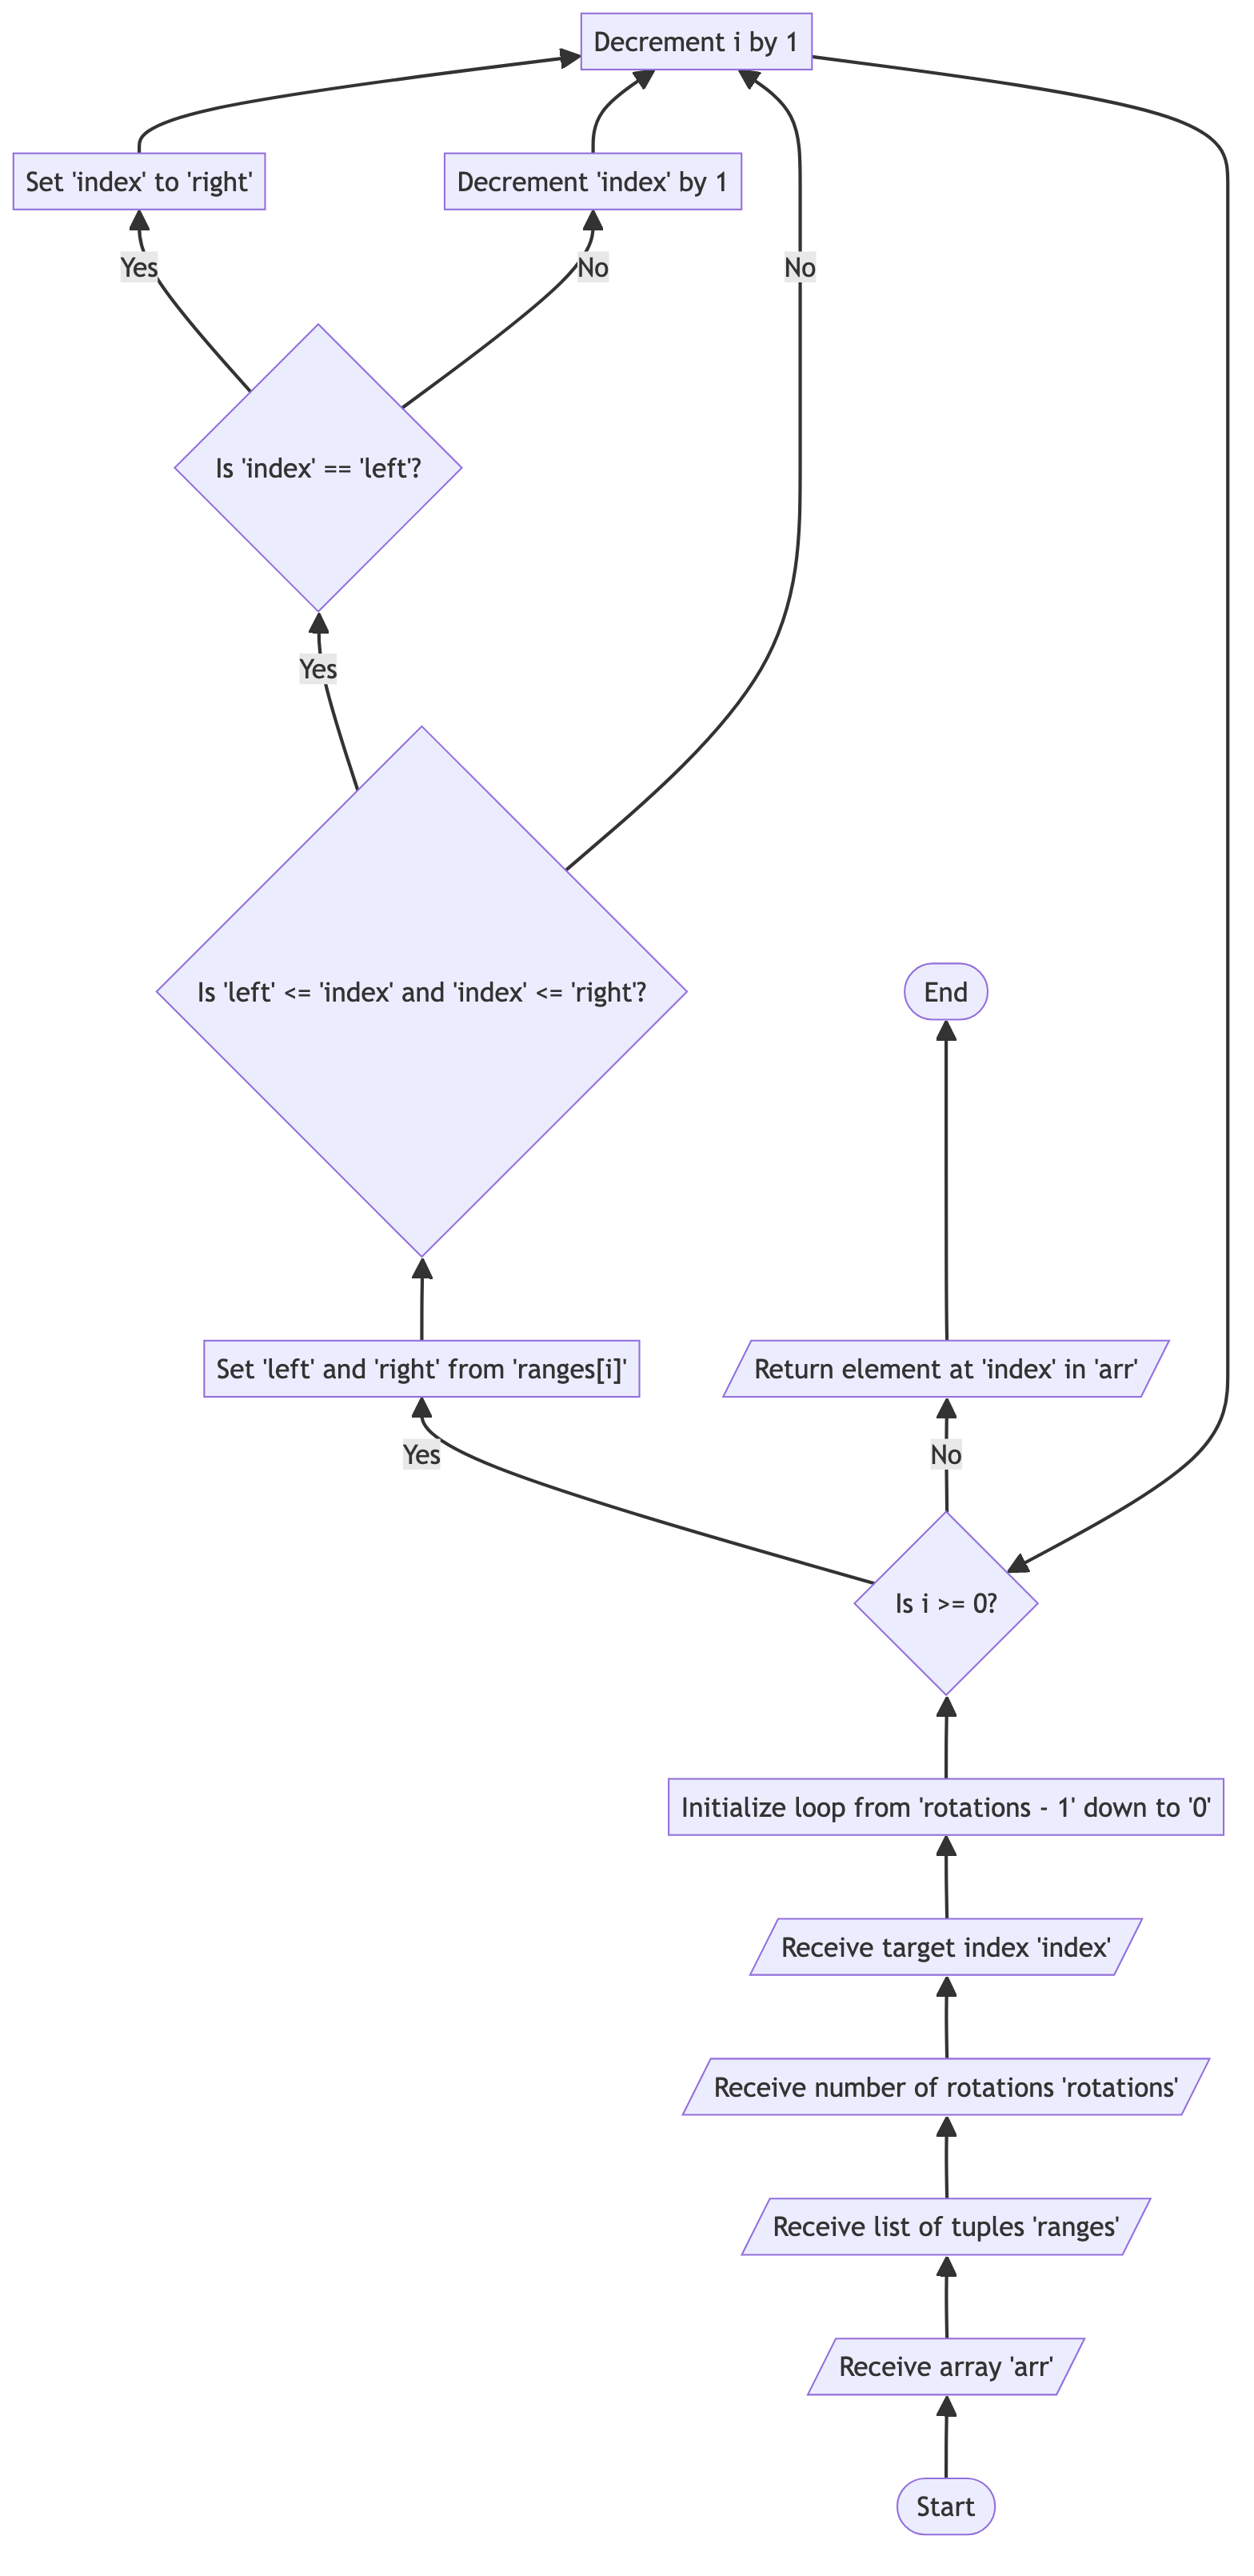 Decrement i by 1
Set 'index' to 'right'
Decrement 'index' by 1
Yes
No
No
Is 'index' == 'left'?
Yes
Is 'left' <= 'index' and 'index' <= 'right'?
End
Set 'left' and 'right' from 'ranges[i]'
Return element at 'index' in 'arr'
Yes
No
Is i >= 0?
Initialize loop from 'rotations - 1' down to '0'
Receive target index 'index'
Receive number of rotations 'rotations'
Receive list of tuples 'ranges'
Receive array 'arr'
Start